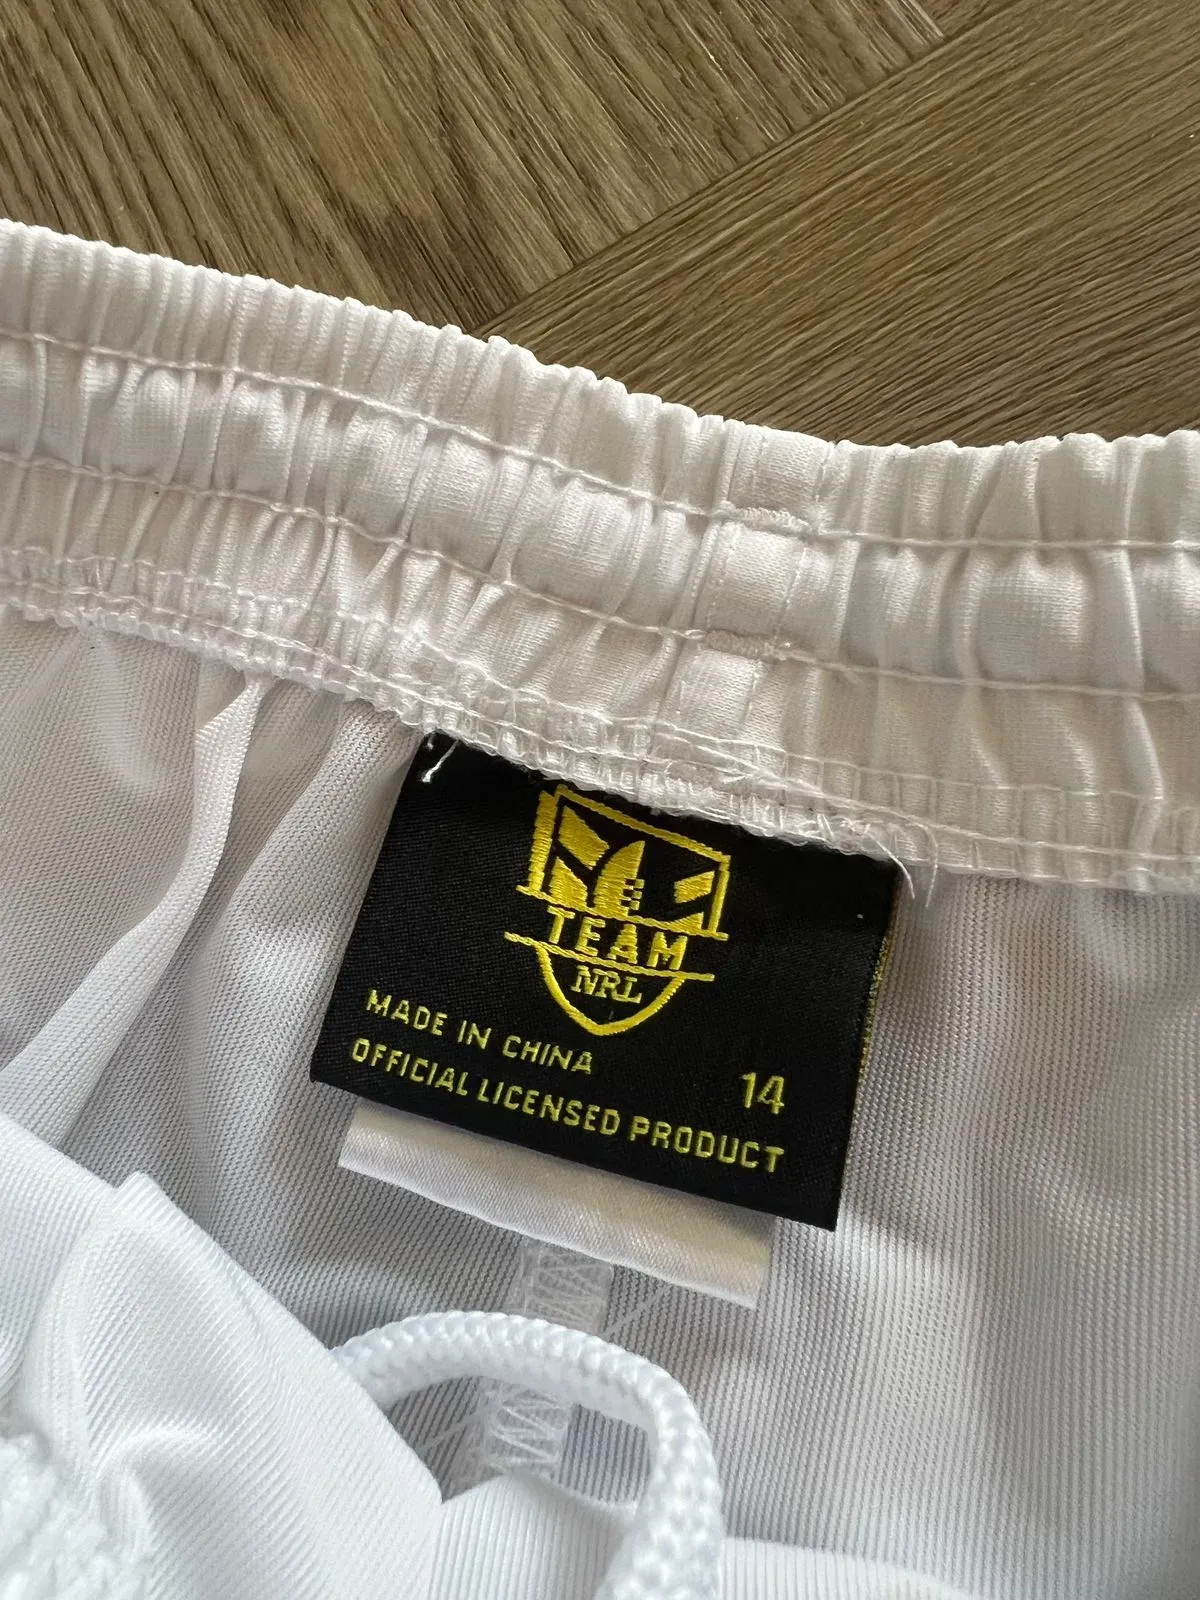 TEAM
NRL
MADE IN CHINA
14
OFFICIAL LICENSED PRODUCT